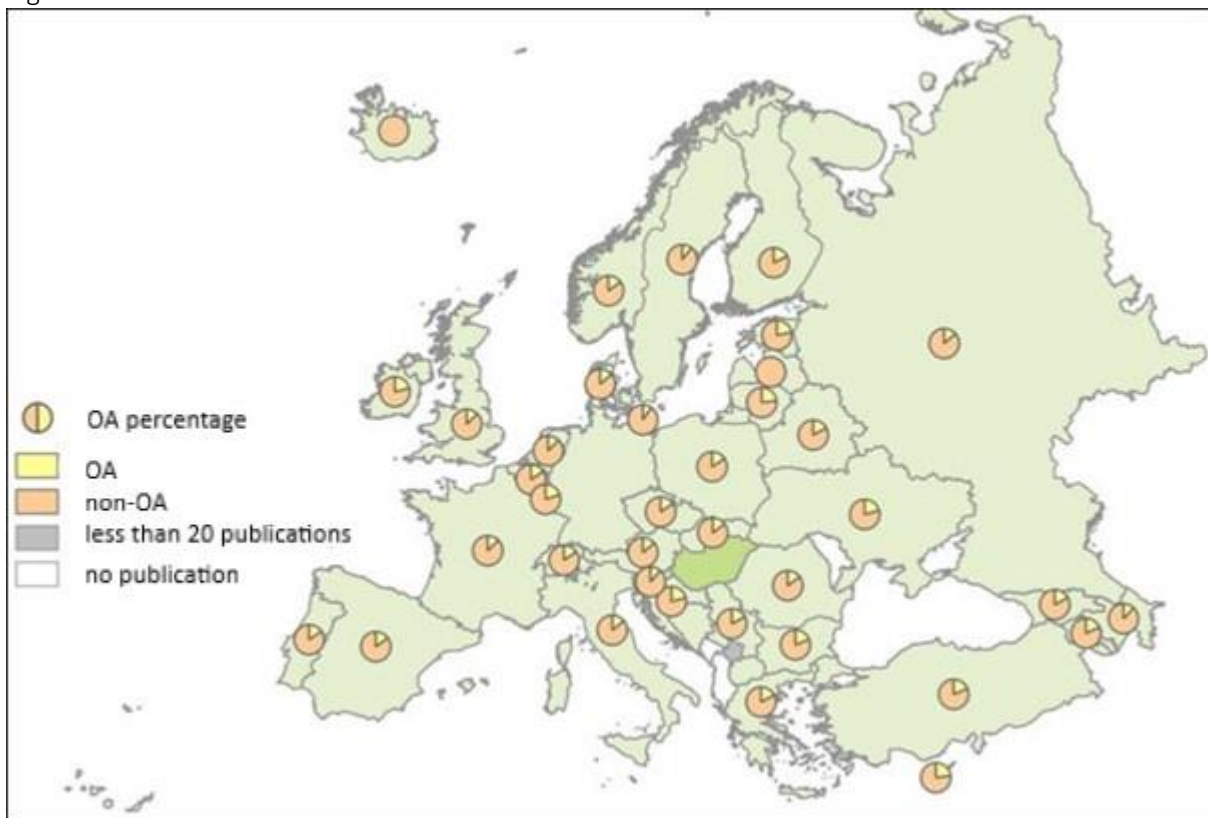 OA percentage
OA
non-OA
less than 20 publications
no publication